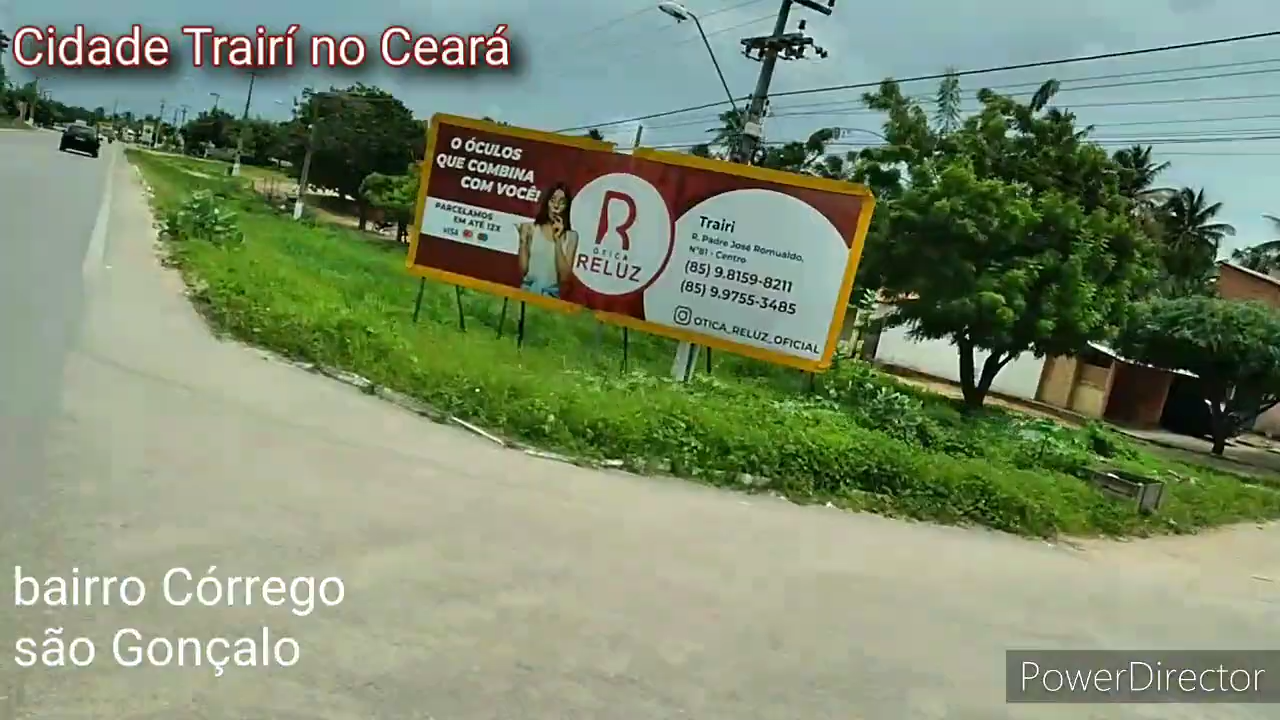 Cidade Trairí no Ceará
O ÓCULOS
QUE COMBINA
COM VOCÊ!
PARCELAMOS
EM ATÉ 12X
VISA
R
ÓTICA
RELUZ
Trairi
R. Padre José Romualdo,
N°81 - Centro
(85) 9.8159-8211
(85) 9.9755-3485
OTICA_RELUZ_OFICIAL
bairro Córrego
são Gonçalo
PowerDirector